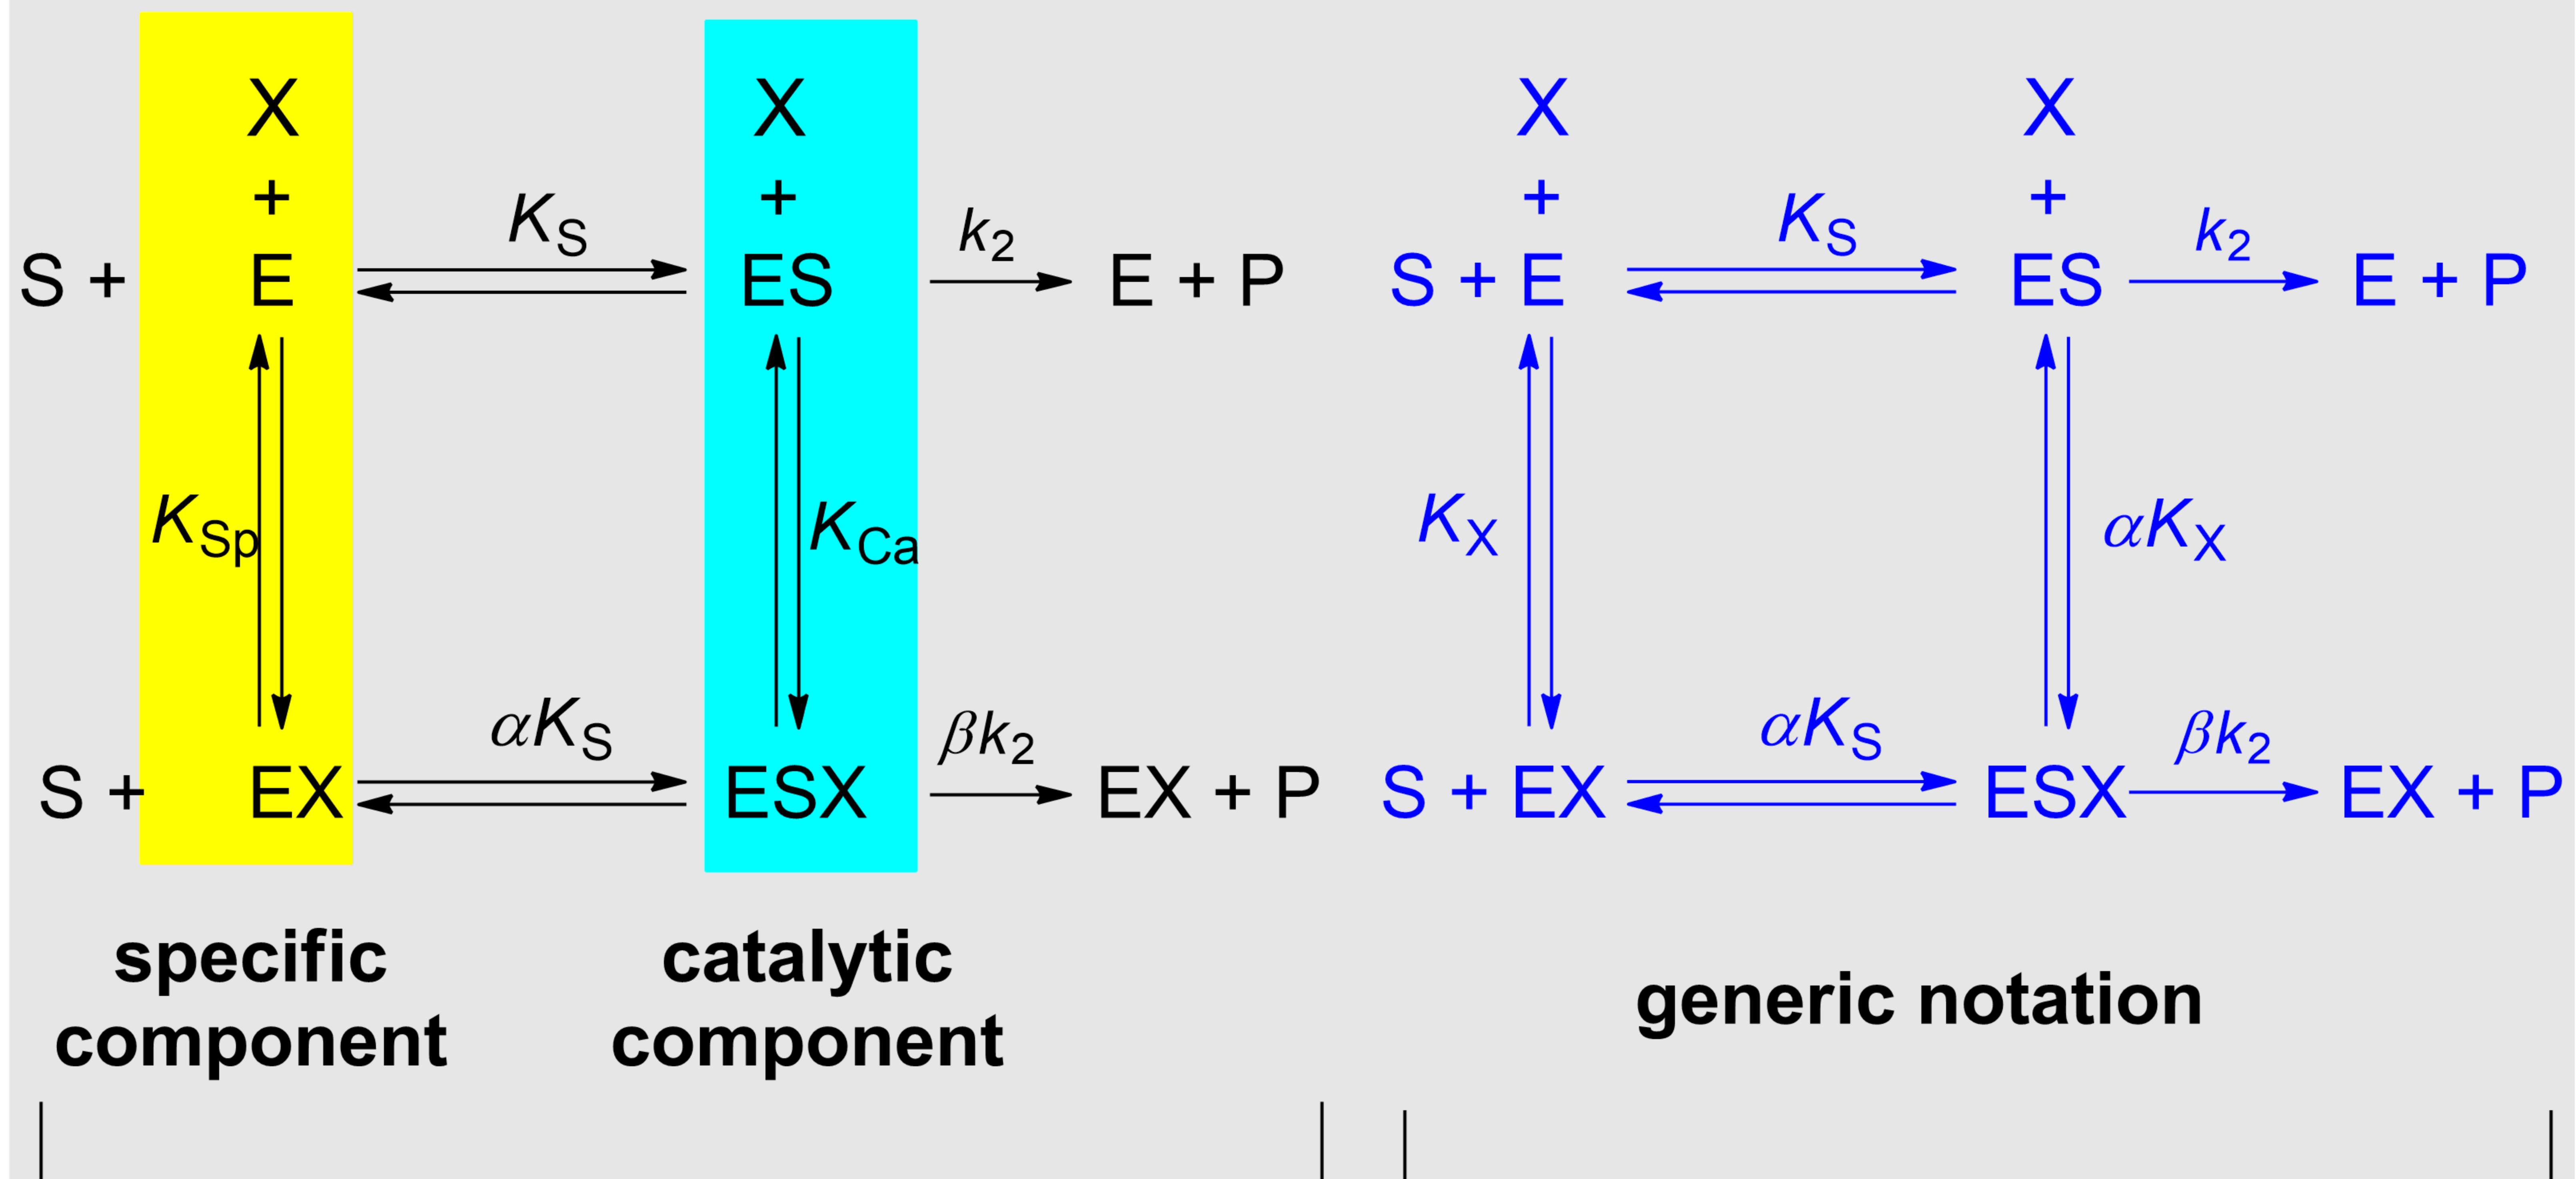 X X X X
+ + + +
K_S k_2 K_S k_2
S + E ES E + P S + E ES E + P
K_Sp K_Ca K_X αK_X
αK_S βk_2 αK_S βk_2
S + EX ESX EX + P S + EX ESX EX + P
specific catalytic
component component
generic notation